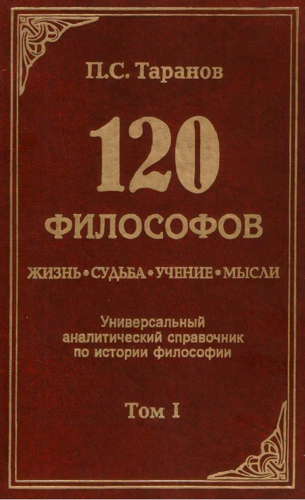 П.С. Таранов
120
ФИЛОСОФОВ
ЖИЗНЬ•СУДЬБА•УЧЕНИЕ•МЫСЛИ
Универсальный
аналитический справочник
по истории философии
Том I